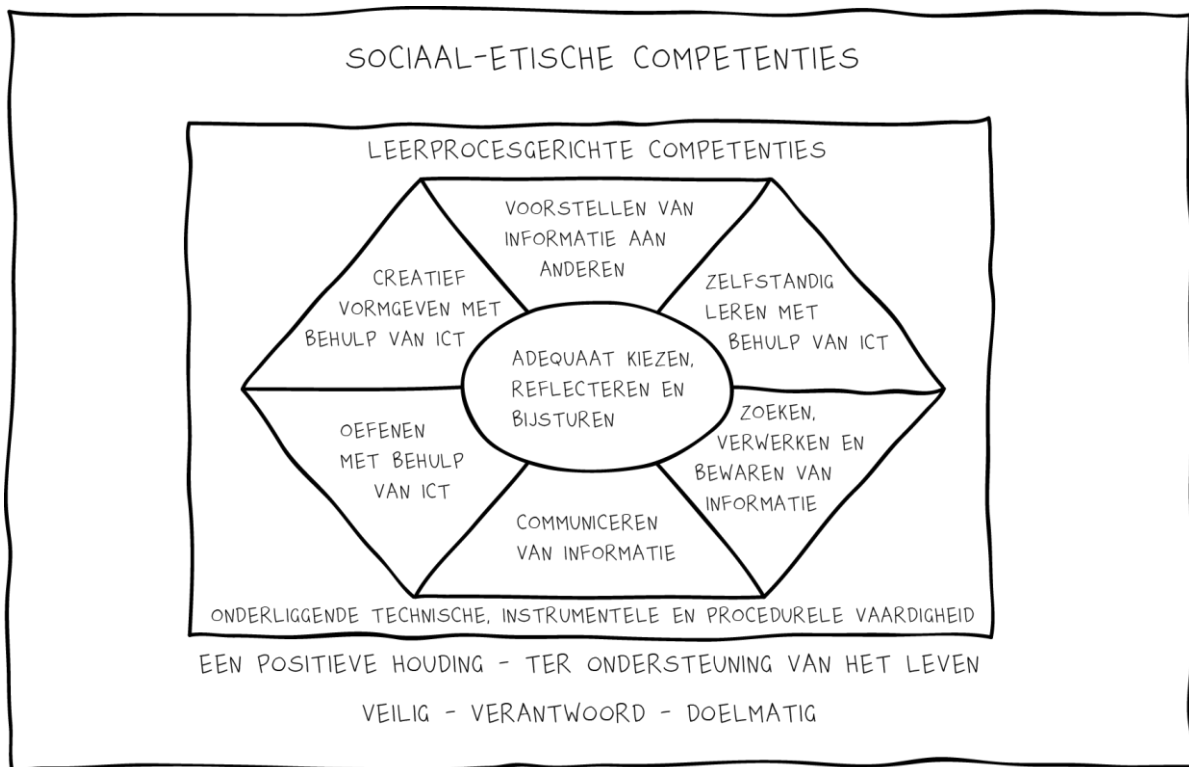 SOCIAAL-ETISCHE COMPETENTIES
LEERPROCESGERICHTE COMPETENTIES
VOORSTELLEN VAN
INFORMATIE AAN
ANDEREN
CREATIEF
VORMGEVEN MET
BEHULP VAN ICT
ZELFSTANDIG
LEREN MET
BEHULP VAN ICT
ADEQUAAT KIEZEN,
REFLECTEREN EN
BIJSTUREN
OEFENEN
MET BEHULP
VAN ICT
ZOEKEN,
VERWERKEN EN
BEWAREN VAN
INFORMATIE
COMMUNICEREN
VAN INFORMATIE
ONDERLIGGENDE TECHNISCHE, INSTRUMENTELE EN PROCEDURELE VAARDIGHEID
EEN POSITIEVE HOUDING - TER ONDERSTEUNING VAN HET LEVEN
VEILIG - VERANTWOORD - DOELMATIG